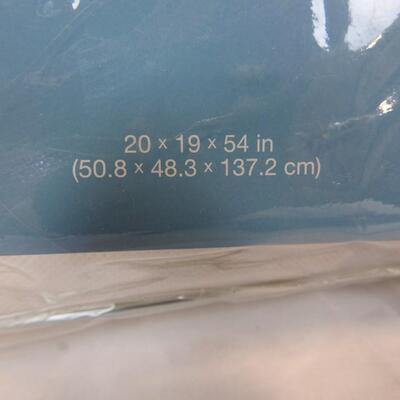 20 × 19 × 54 in
(50.8 × 48.3 × 137.2 cm)